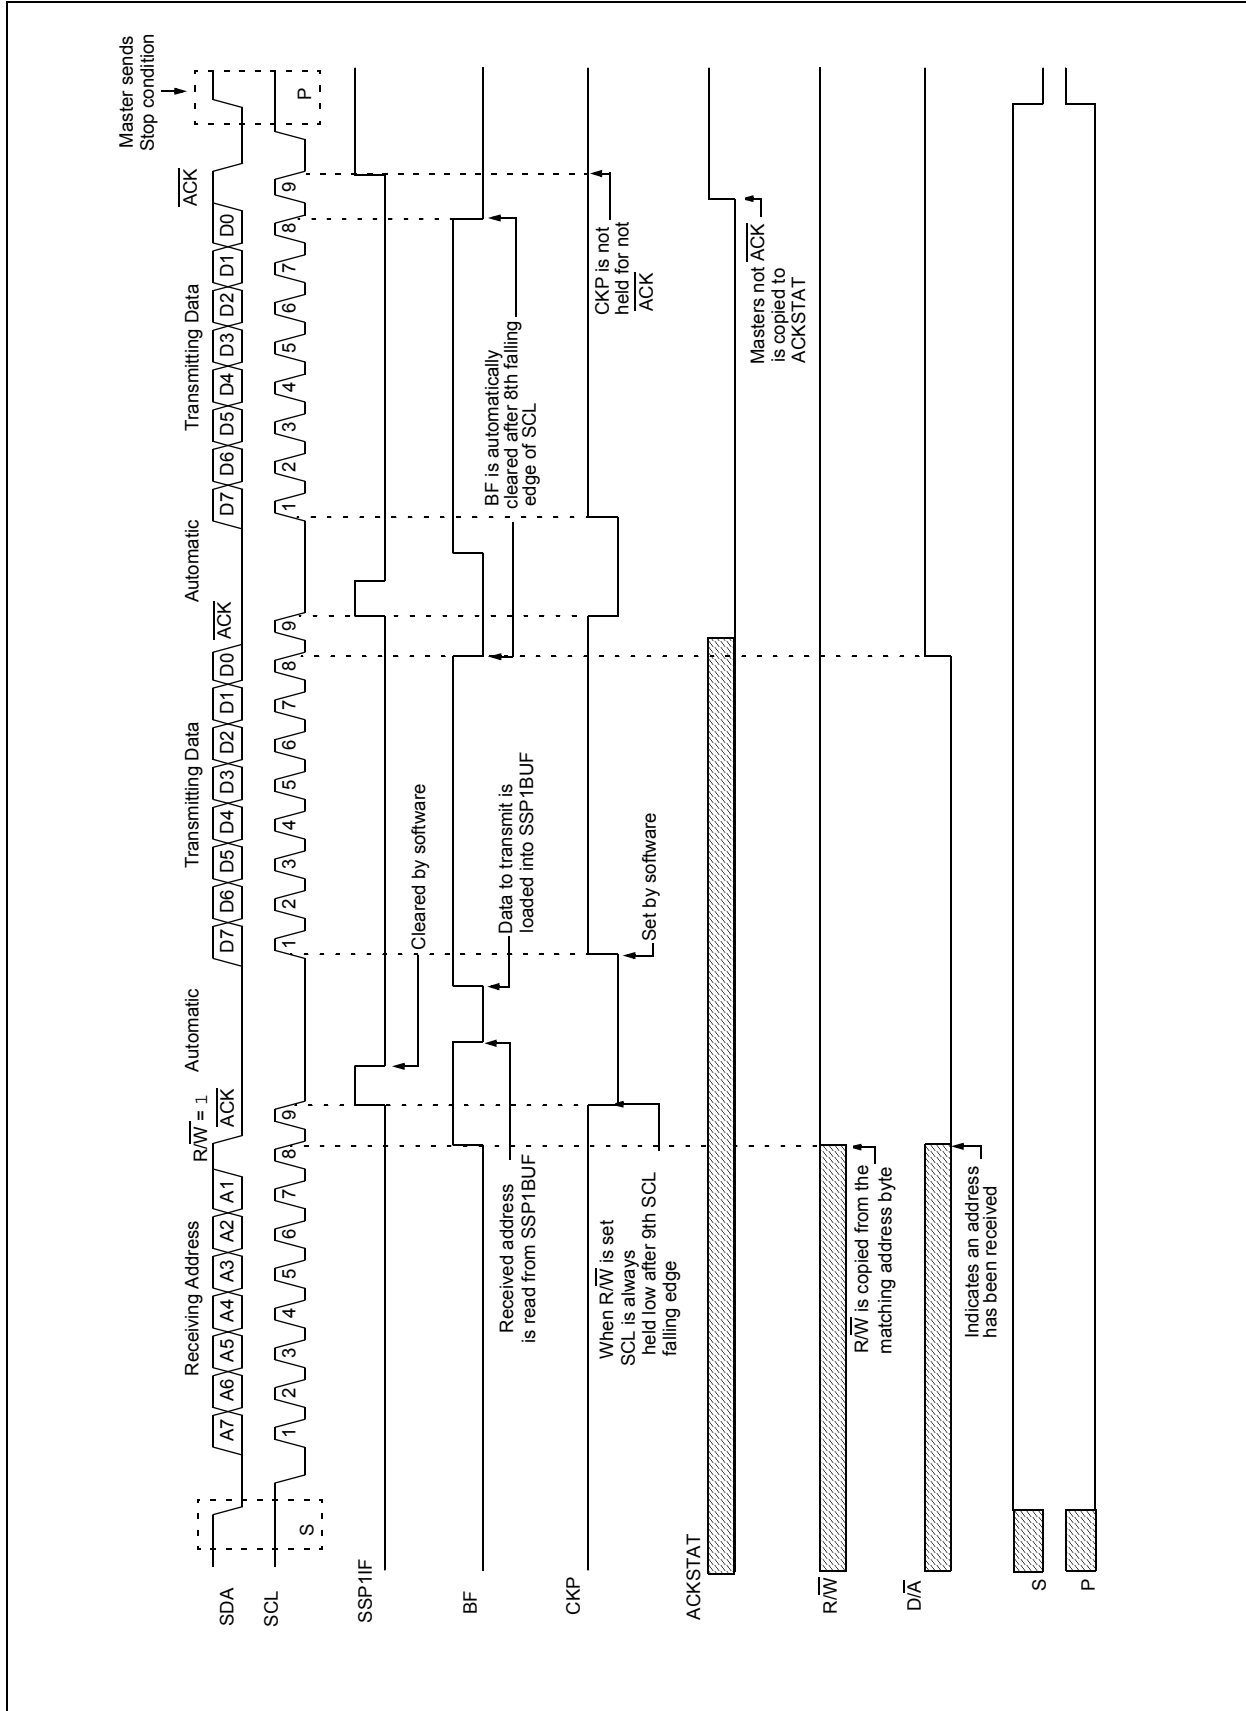 Master sends
Stop condition
Receiving Address
R/W = 1
ACK
Automatic
Transmitting Data
ACK
Automatic
Transmitting Data
ACK
SDA
A7 A6 A5 A4 A3 A2 A1
D7 D6 D5 D4 D3 D2 D1 D0
D7 D6 D5 D4 D3 D2 D1 D0
SCL
S
1 2 3 4 5 6 7 8 9
1 2 3 4 5 6 7 8 9
1 2 3 4 5 6 7 8 9
P
SSP1IF
Cleared by software
BF
Received address
is read from SSP1BUF
Data to transmit is
loaded into SSP1BUF
BF is automatically
cleared after 8th falling
edge of SCL
CKP
When R/W is set
SCL is always
held low after 9th SCL
falling edge
Set by software
CKP is not
held for not
ACK
ACKSTAT
Masters not ACK
is copied to
ACKSTAT
R/W
R/W is copied from the
matching address byte
D/A
Indicates an address
has been received
S
P